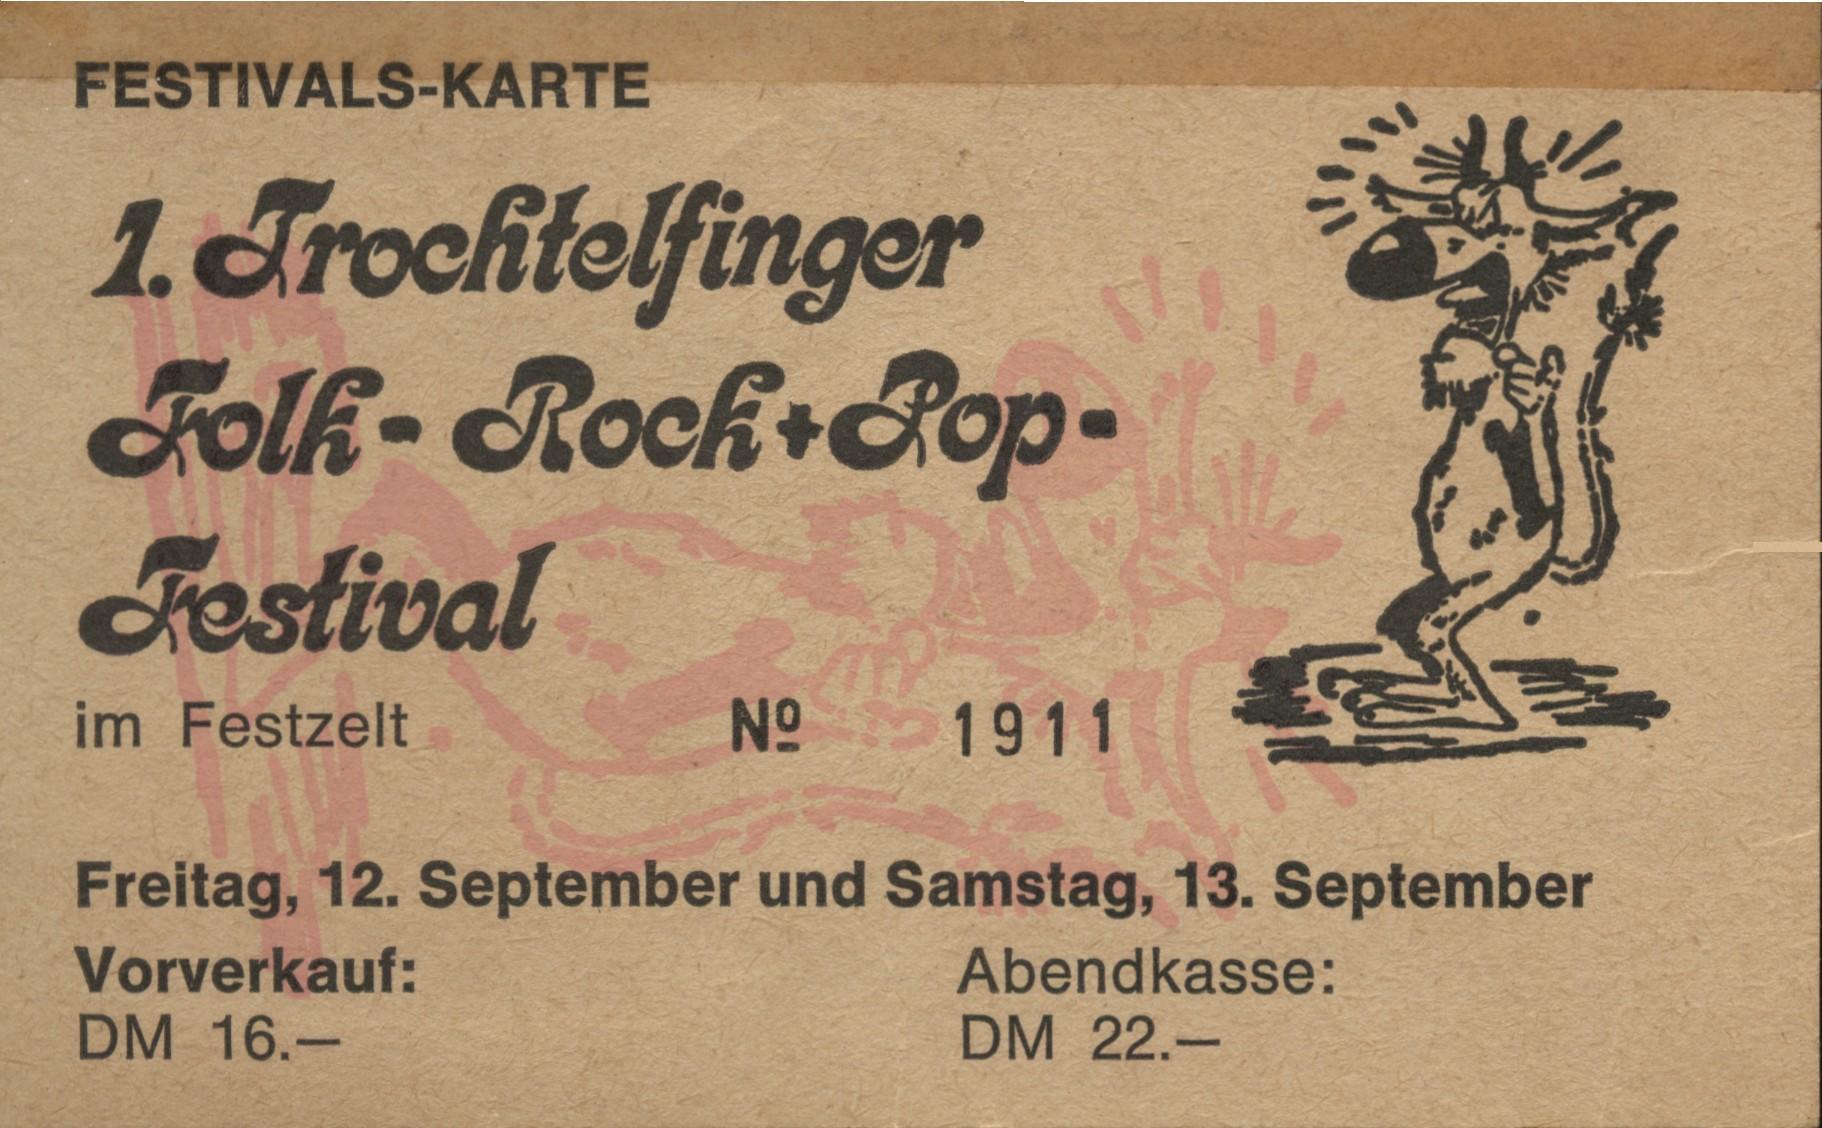 FESTIVALS-KARTE
1. Trochtelfinger
Folk- Rock+Pop-
Festival
im Festzelt Nº 1911
Freitag, 12. September und Samstag, 13. September
Vorverkauf: Abendkasse:
DM 16.— DM 22.—